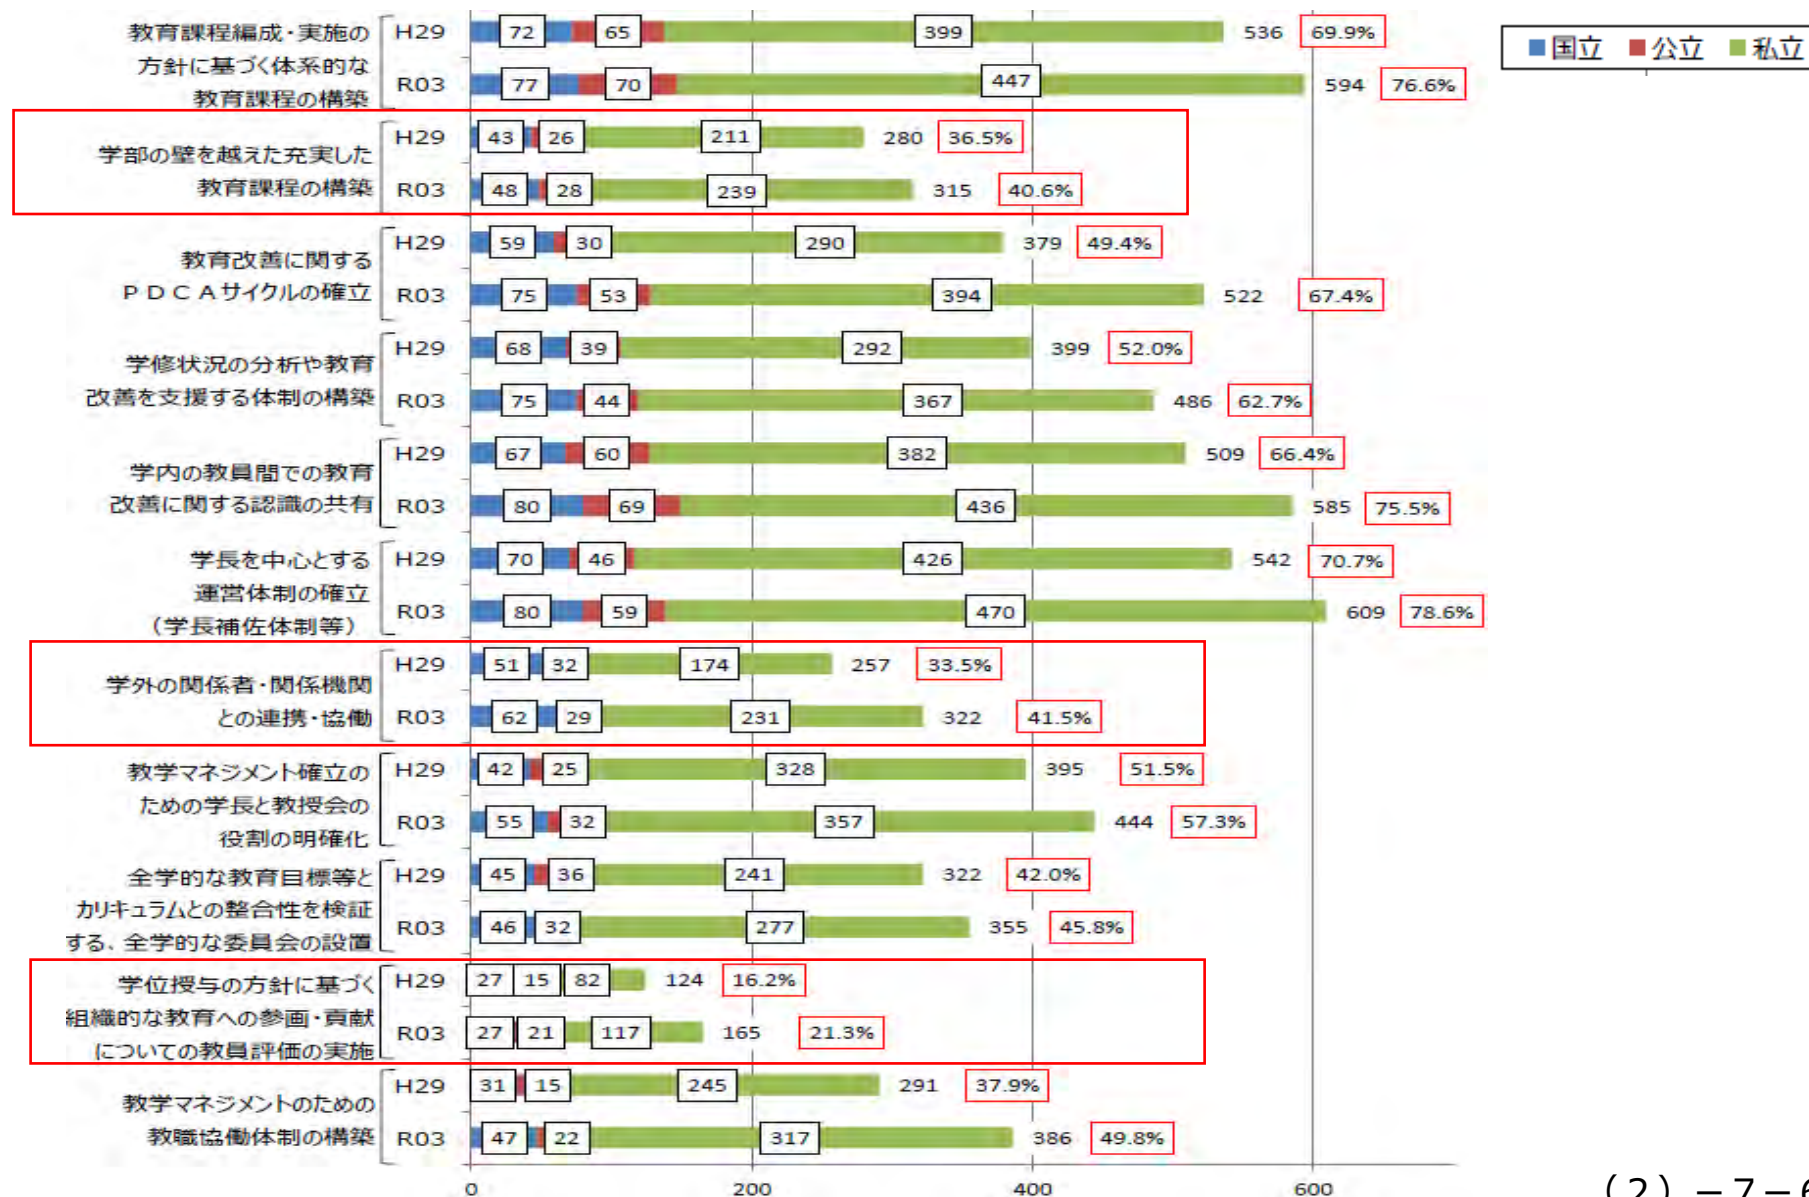 ■国立 ■公立 ■私立
教育課程編成・実施の
方針に基づく体系的な
教育課程の構築
H29 72 65 399 536 69.9%
R03 77 70 447 594 76.6%
学部の壁を越えた充実した
教育課程の構築
H29 43 26 211 280 36.5%
R03 48 28 239 315 40.6%
教育改善に関する
PDCAサイクルの確立
H29 59 30 290 379 49.4%
R03 75 53 394 522 67.4%
学修状況の分析や教育
改善を支援する体制の構築
H29 68 39 292 399 52.0%
R03 75 44 367 486 62.7%
学内の教員間での教育
改善に関する認識の共有
H29 67 60 382 509 66.4%
R03 80 69 436 585 75.5%
学長を中心とする
運営体制の確立
(学長補佐体制等)
H29 70 46 426 542 70.7%
R03 80 59 470 609 78.6%
学外の関係者・関係機関
との連携・協働
H29 51 32 174 257 33.5%
R03 62 29 231 322 41.5%
教学マネジメント確立の
ための学長と教授会の
役割の明確化
H29 42 25 328 395 51.5%
R03 55 32 357 444 57.3%
全学的な教育目標等と
カリキュラムとの整合性を検証
する、全学的な委員会の設置
H29 45 36 241 322 42.0%
R03 46 32 277 355 45.8%
学位授与の方針に基づく
組織的な教育への参画・貢献
についての教員評価の実施
H29 27 15 82 124 16.2%
R03 27 21 117 165 21.3%
教学マネジメントのための
教職協働体制の構築
H29 31 15 245 291 37.9%
R03 47 22 317 386 49.8%
0 200 400 600
(2)-7-6